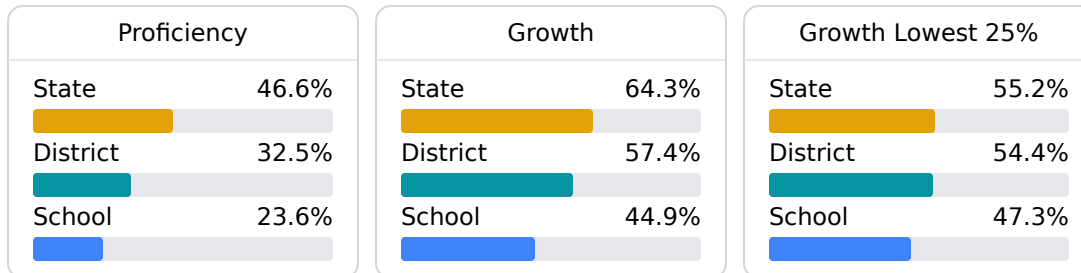 Proficiency
State 46.6%
District 32.5%
School 23.6%
Growth
State 64.3%
District 57.4%
School 44.9%
Growth Lowest 25%
State 55.2%
District 54.4%
School 47.3%